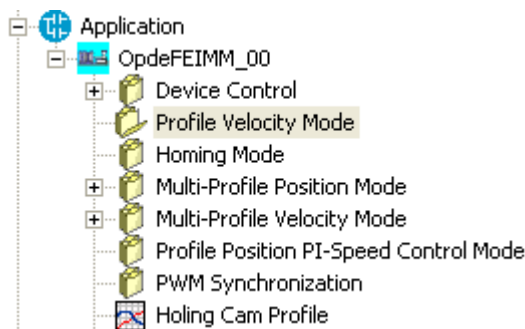 Application
OpdeFEIMM_00
Device Control
Profile Velocity Mode
Homing Mode
Multi-Profile Position Mode
Multi-Profile Velocity Mode
Profile Position PI-Speed Control Mode
PWM Synchronization
Holing Cam Profile